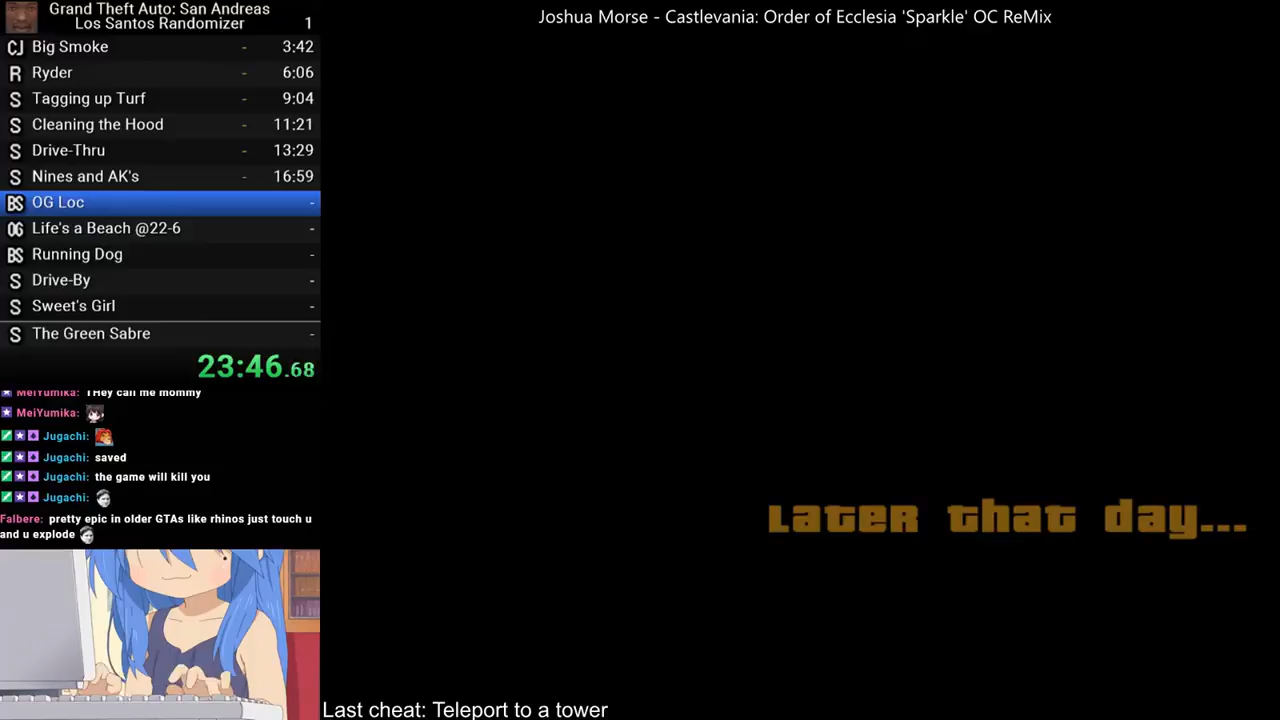 Grand Theft Auto: San Andreas
Los Santos Randomizer 1
CJ Big Smoke - 3:42
R Ryder - 6:06
S Tagging up Turf - 9:04
S Cleaning the Hood - 11:21
S Drive-Thru - 13:29
S Nines and AK's - 16:59
BS OG Loc -
OG Life's a Beach @22-6 -
BS Running Dog -
S Drive-By -
S Sweet's Girl -
S The Green Sabre -
23:46.68
MeiYumika: THey call me mommy
MeiYumika:
Jugachi:
Jugachi: saved
Jugachi: the game will kill you
Jugachi:
Falbere: pretty epic in older GTAs like rhinos just touch u
and u explode
Joshua Morse - Castlevania: Order of Ecclesia 'Sparkle' OC ReMix
Later that day...
Last cheat: Teleport to a tower